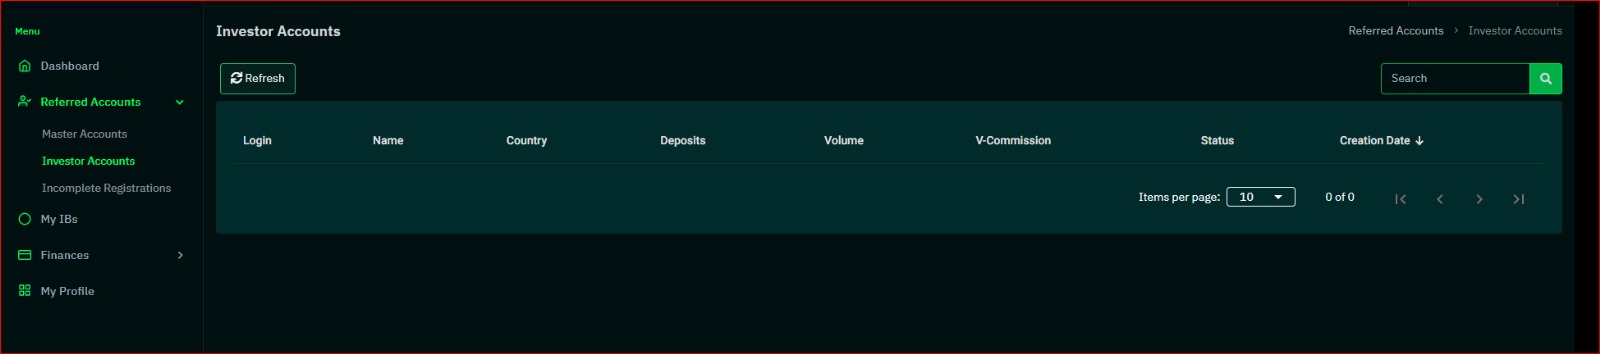 Menu
Dashboard
Referred Accounts
Master Accounts
Investor Accounts
Incomplete Registrations
My IBs
Finances
My Profile
Investor Accounts
Referred Accounts > Investor Accounts
Refresh
Search
Login Name Country Deposits Volume V-Commission Status Creation Date ↓
Items per page: 10 0 of 0